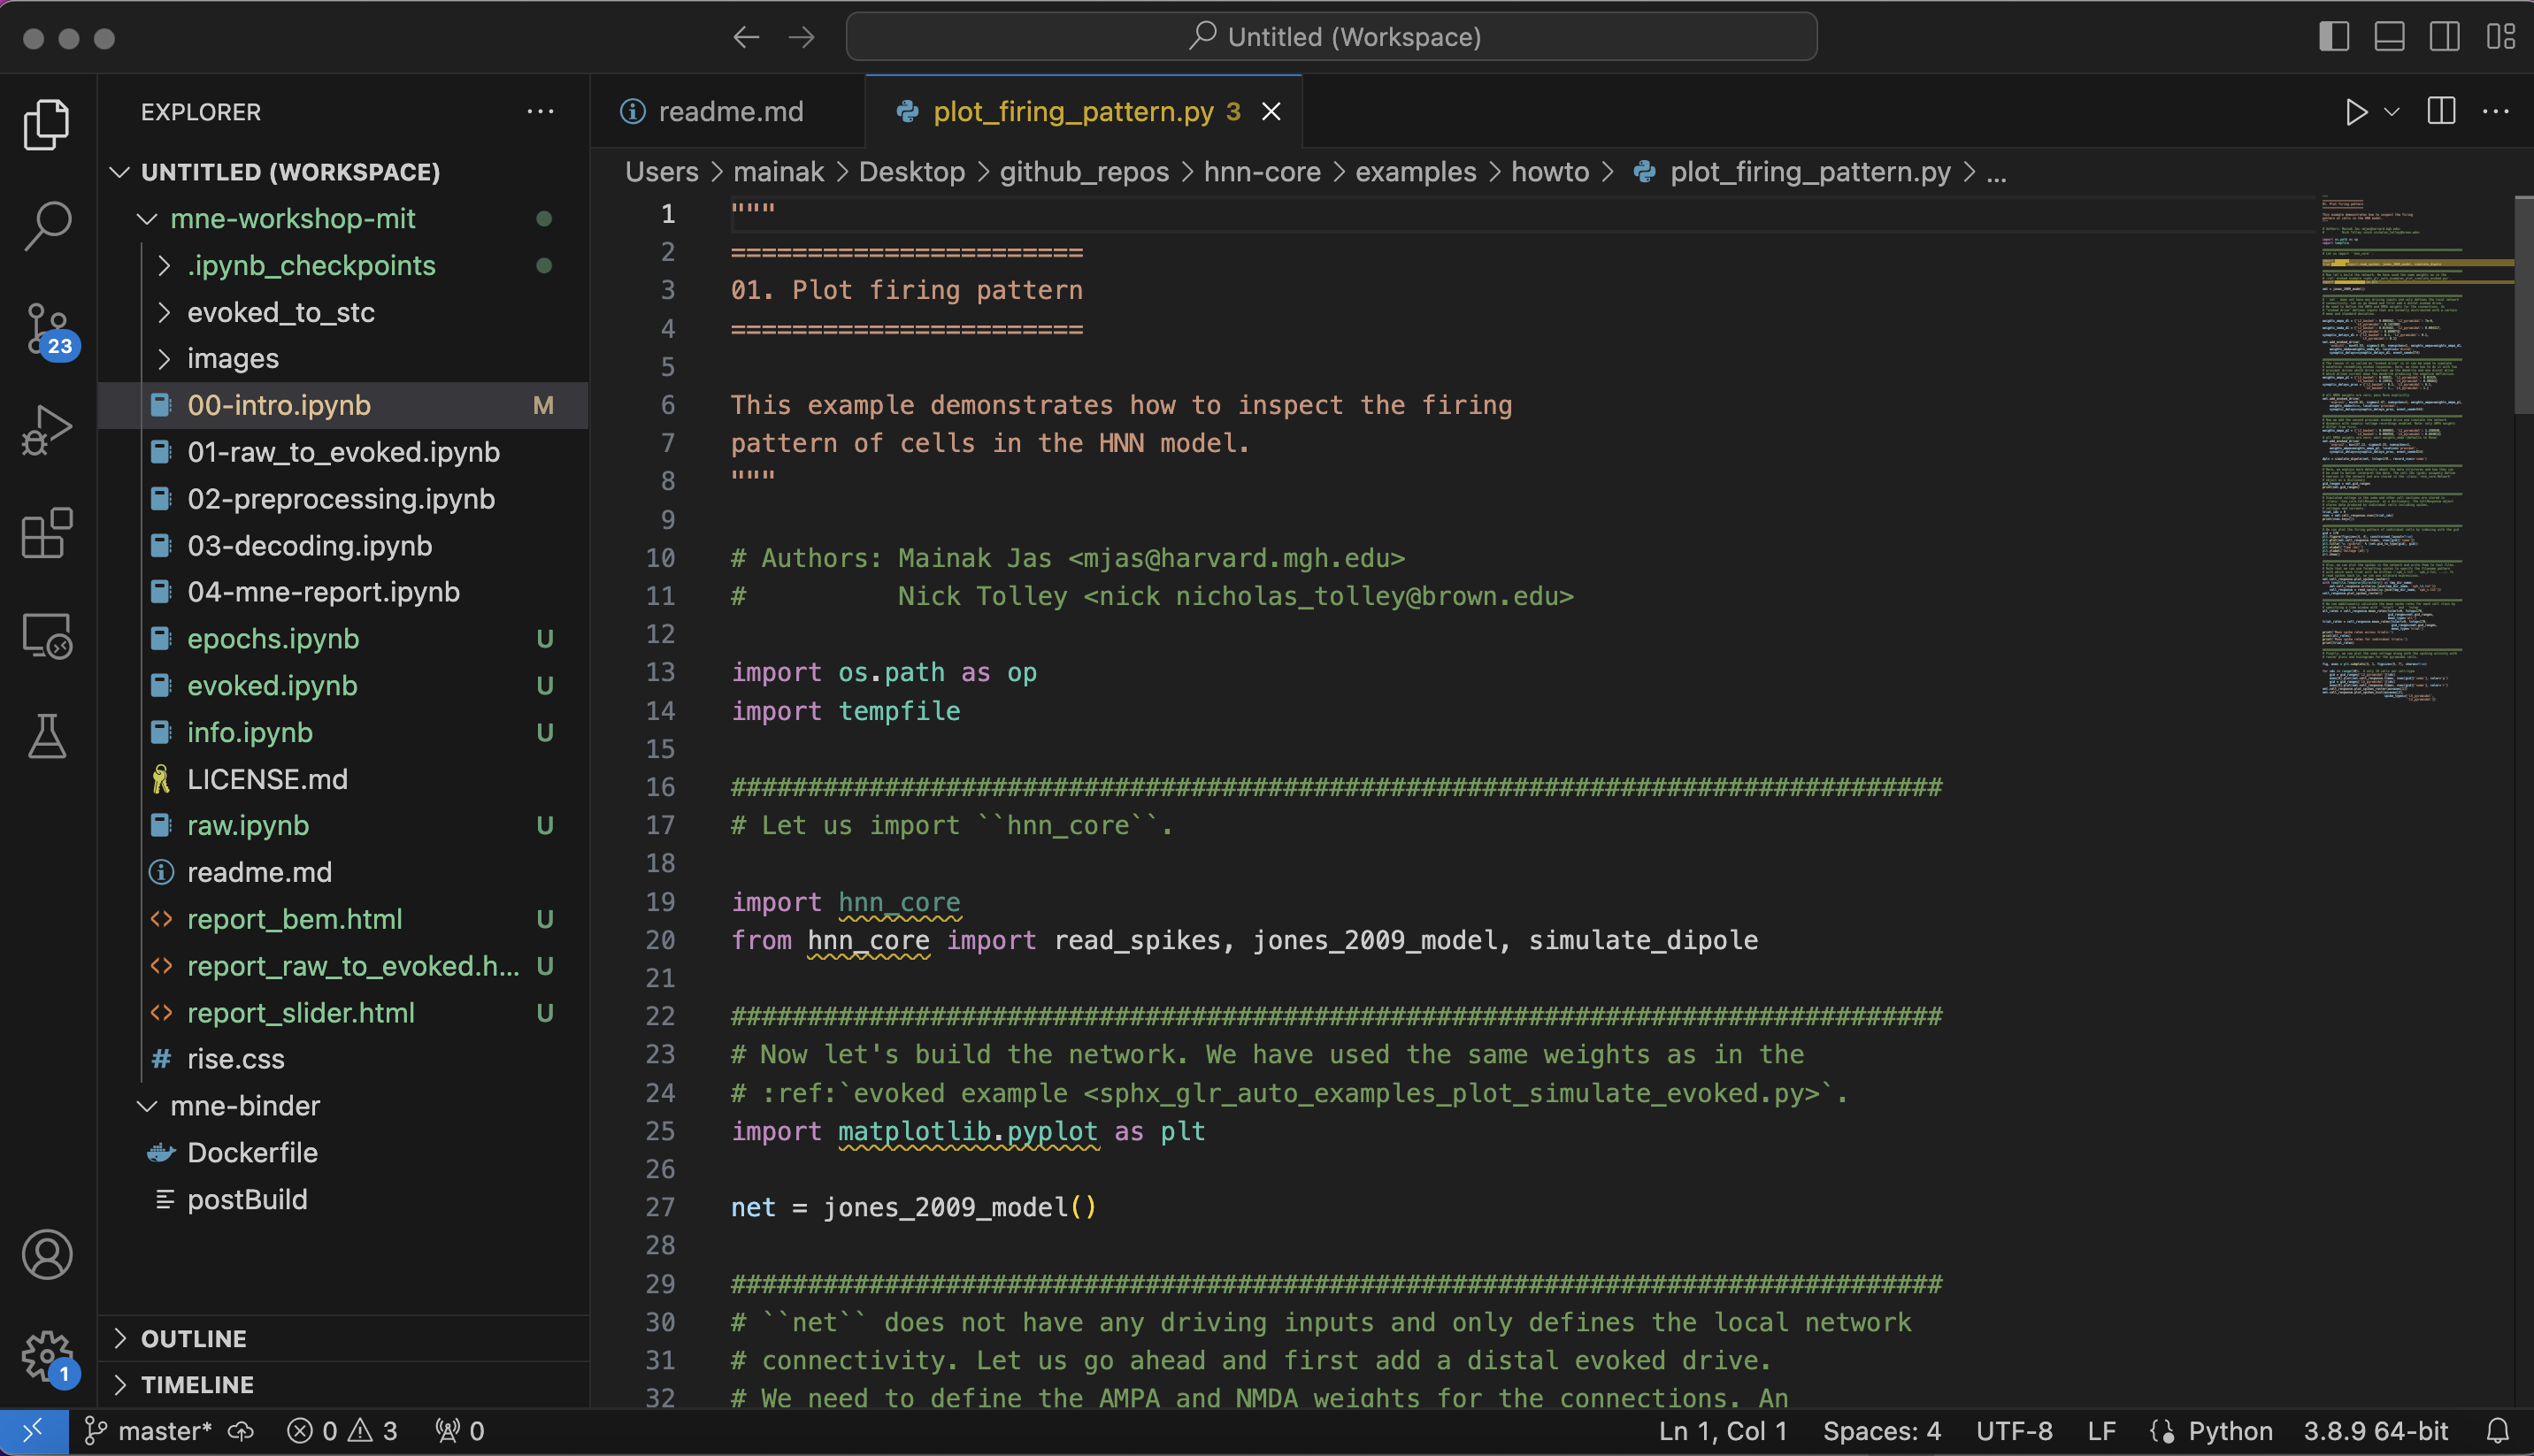 Untitled (Workspace)
EXPLORER
UNTITLED (WORKSPACE)
mne-workshop-mit
.ipynb_checkpoints
evoked_to_stc
images
00-intro.ipynb M
01-raw_to_evoked.ipynb
02-preprocessing.ipynb
03-decoding.ipynb
04-mne-report.ipynb
epochs.ipynb U
evoked.ipynb U
info.ipynb U
LICENSE.md
raw.ipynb U
readme.md
report_bem.html U
report_raw_to_evoked.h... U
report_slider.html U
rise.css
mne-binder
Dockerfile
postBuild
OUTLINE
TIMELINE
23
1
readme.md
plot_firing_pattern.py 3
Users > mainak > Desktop > github_repos > hnn-core > examples > howto > plot_firing_pattern.py > ...
1 """
2 =======================
3 01. Plot firing pattern
4 =======================
5
6 This example demonstrates how to inspect the firing
7 pattern of cells in the HNN model.
8 """
9
10 # Authors: Mainak Jas <mjas@harvard.mgh.edu>
11 #          Nick Tolley <nick nicholas_tolley@brown.edu>
12
13 import os.path as op
14 import tempfile
15
16 ###############################################################################
17 # Let us import ``hnn_core``.
18
19 import hnn_core
20 from hnn_core import read_spikes, jones_2009_model, simulate_dipole
21
22 ###############################################################################
23 # Now let's build the network. We have used the same weights as in the
24 # :ref:`evoked example <sphx_glr_auto_examples_plot_simulate_evoked.py>`.
25 import matplotlib.pyplot as plt
26
27 net = jones_2009_model()
28
29 ###############################################################################
30 # ``net`` does not have any driving inputs and only defines the local network
31 # connectivity. Let us go ahead and first add a distal evoked drive.
32 # We need to define the AMPA and NMDA weights for the connections. An
master* 0 3 0
Ln 1, Col 1 Spaces: 4 UTF-8 LF Python 3.8.9 64-bit